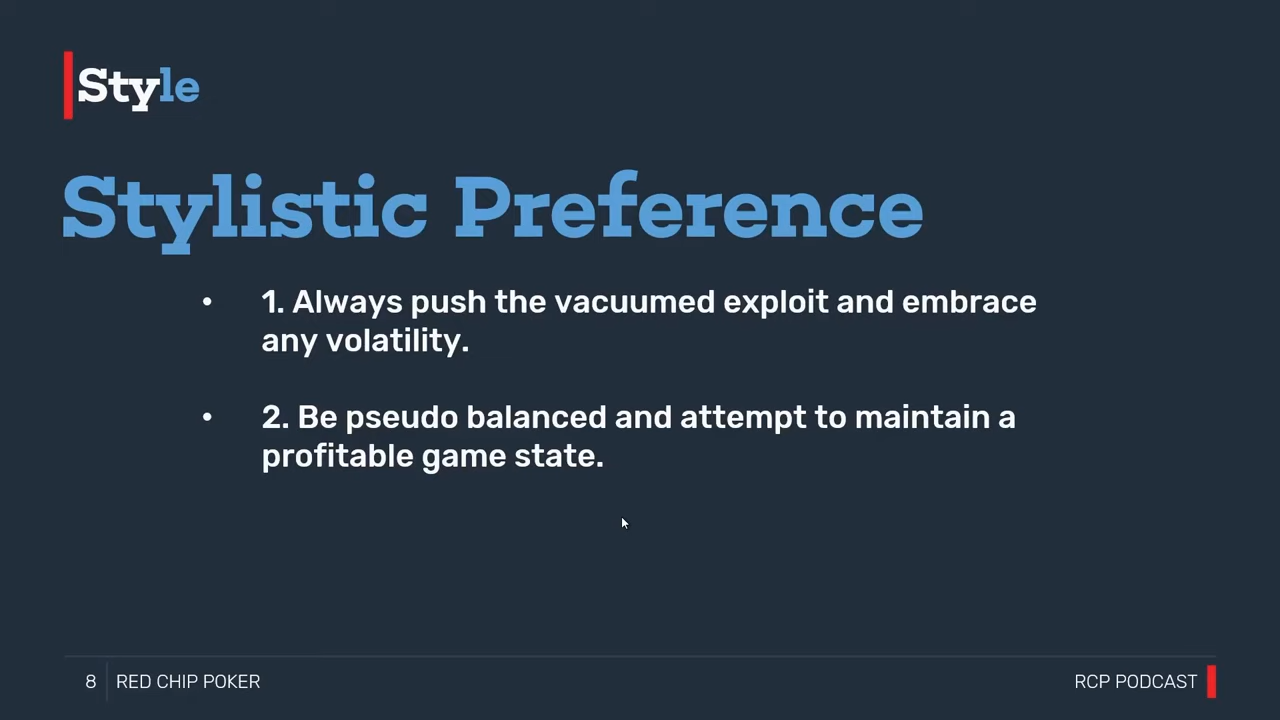 Style
Stylistic Preference
• 1. Always push the vacuumed exploit and embrace
any volatility.
• 2. Be pseudo balanced and attempt to maintain a
profitable game state.
8 RED CHIP POKER
RCP PODCAST